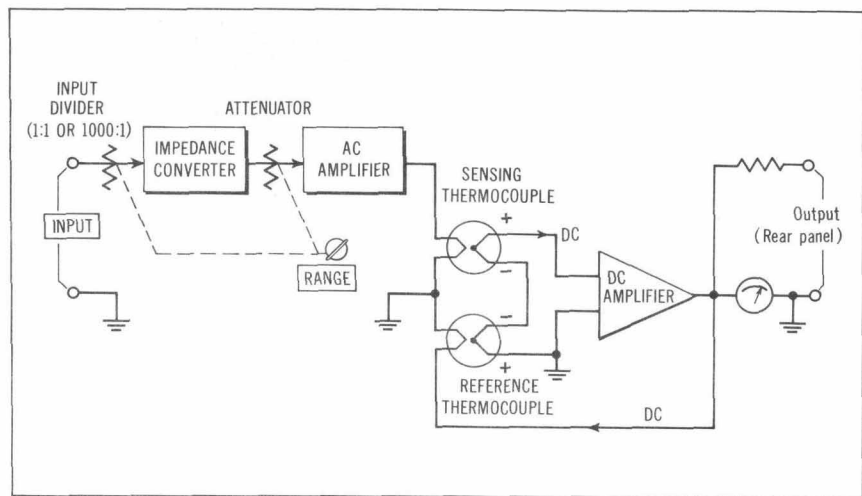 INPUT
DIVIDER
(1:1 OR 1000:1)
ATTENUATOR
IMPEDANCE
CONVERTER
AC
AMPLIFIER
SENSING
THERMOCOUPLE
+
DC
Output
(Rear panel)
INPUT
RANGE
−
DC
AMPLIFIER
−
+
REFERENCE
THERMOCOUPLE
DC